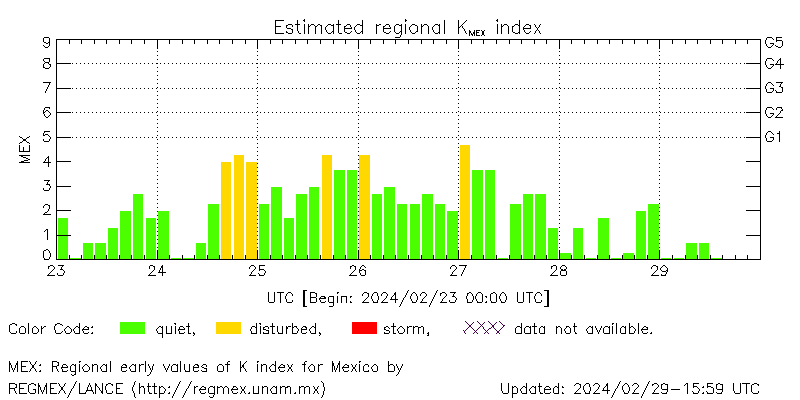 Estimated regional KMEX index
9 G5
8 G4
7 G3
6 G2
5 G1
4
3
2
1
0
MEX
23 24 25 26 27 28 29
UTC [Begin: 2024/02/23 00:00 UTC]
Color Code: quiet, disturbed, storm, data not available.
MEX: Regional early values of K index for Mexico by
REGMEX/LANCE (http://regmex.unam.mx) Updated: 2024/02/29-15:59 UTC